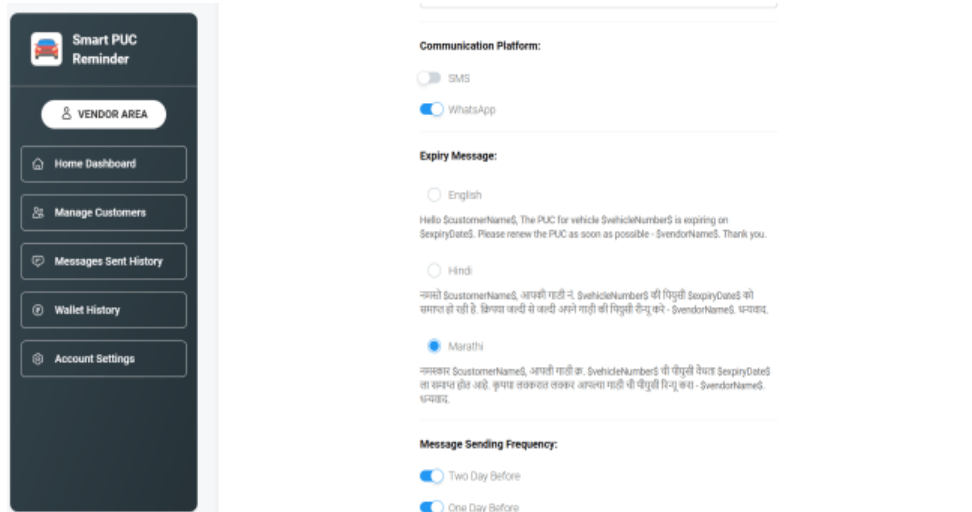 Smart PUC
Reminder
VENDOR AREA
Home Dashboard
Manage Customers
Messages Sent History
Wallet History
Account Settings
Communication Platform:
SMS
WhatsApp
Expiry Message:
English
Hello $customerName$, The PUC for vehicle $vehicleNumber$ is expiring on
$expiryDate$. Please renew the PUC as soon as possible - $vendorName$. Thank you.
Hindi
नमस्ते $customerName$, आपकी गाडी नं. $vehicleNumber$ की पियुसी $expiryDate$ को
समाप्त हो रही है. क्रिपया जल्दी से जल्दी अपने गाड़ी की पियुसी रीन्यू करे - $vendorName$. धन्यवाद.
Marathi
नमस्कार $customerName$, आपली गाडी क्र. $vehicleNumber$ ची पीयुसी वैधता $expiryDate$
ला समाप्त होत आहे. कृपया लवकरात लवकर आपल्या गाडी ची पीयुसी रिन्यू करा - $vendorName$.
धन्यवाद.
Message Sending Frequency:
Two Day Before
One Day Before